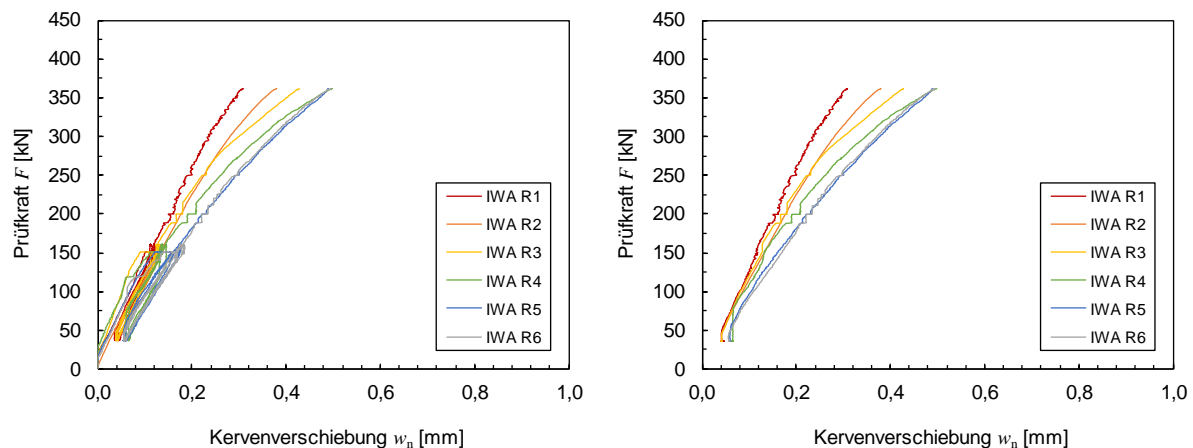 450
400
350
300
250
200
150
100
50
0
Prüfkraft F [kN]
IWA R1
IWA R2
IWA R3
IWA R4
IWA R5
IWA R6
0,0 0,2 0,4 0,6 0,8 1,0
Kervenverschiebung wn [mm]
450
400
350
300
250
200
150
100
50
0
Prüfkraft F [kN]
IWA R1
IWA R2
IWA R3
IWA R4
IWA R5
IWA R6
0,0 0,2 0,4 0,6 0,8 1,0
Kervenverschiebung wn [mm]